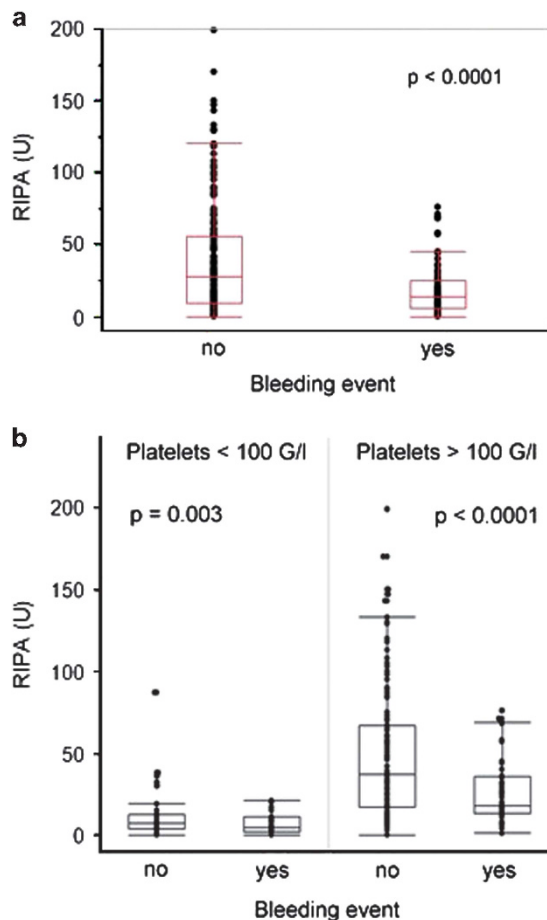 a
200
150
100
50
0
RIPA (U)
p < 0.0001
no yes
Bleeding event
b
Platelets < 100 G/l Platelets > 100 G/l
p = 0.003 p < 0.0001
200
150
100
50
0
RIPA (U)
no yes no yes
Bleeding event